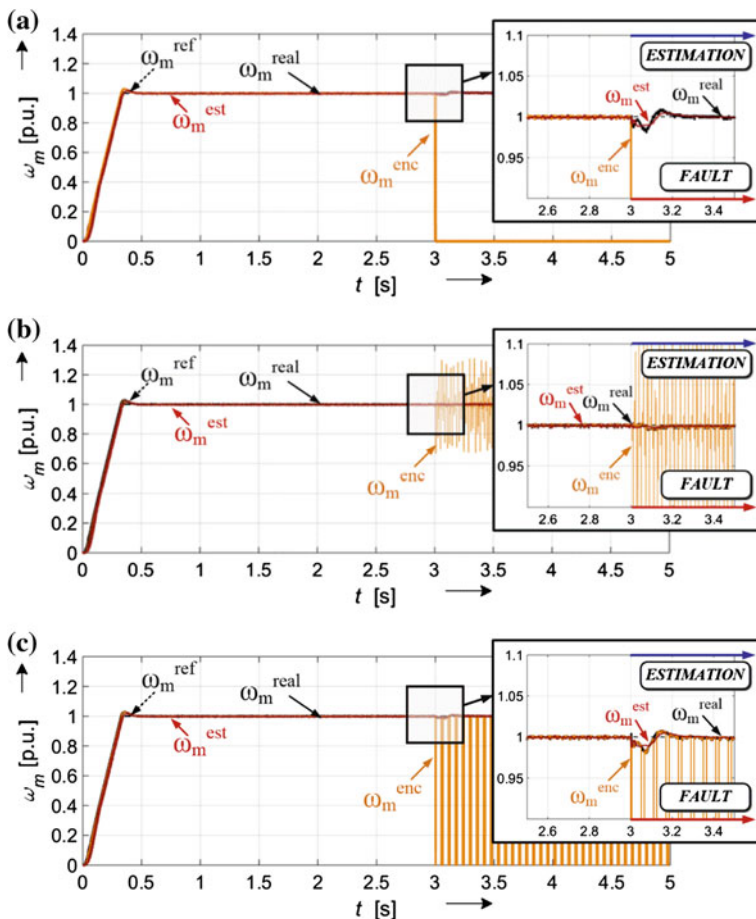 (a)
ω_m [p.u.]
1.4
1.2
1
0.8
0.6
0.4
0.2
0
0 0.5 1 1.5 2 2.5 3 3.5 4 4.5 5
t [s]
ω_m^ref
ω_m^real
ω_m^est
ω_m^enc
1.1
1.05
1
0.95
2.6 2.8 3 3.2 3.4
ESTIMATION
ω_m^est
ω_m^real
ω_m^enc
FAULT
(b)
ω_m [p.u.]
1.4
1.2
1
0.8
0.6
0.4
0.2
0
0 0.5 1 1.5 2 2.5 3 3.5 4 4.5 5
t [s]
ω_m^ref
ω_m^real
ω_m^est
ω_m^enc
1.1
1.05
1
0.95
2.6 2.8 3 3.2 3.4
ESTIMATION
ω_m^est
ω_m^real
ω_m^enc
FAULT
(c)
ω_m [p.u.]
1.4
1.2
1
0.8
0.6
0.4
0.2
0
0 0.5 1 1.5 2 2.5 3 3.5 4 4.5 5
t [s]
ω_m^ref
ω_m^real
ω_m^est
ω_m^enc
1.1
1.05
1
0.95
2.6 2.8 3 3.2 3.4
ESTIMATION
ω_m^est
ω_m^real
ω_m^enc
FAULT